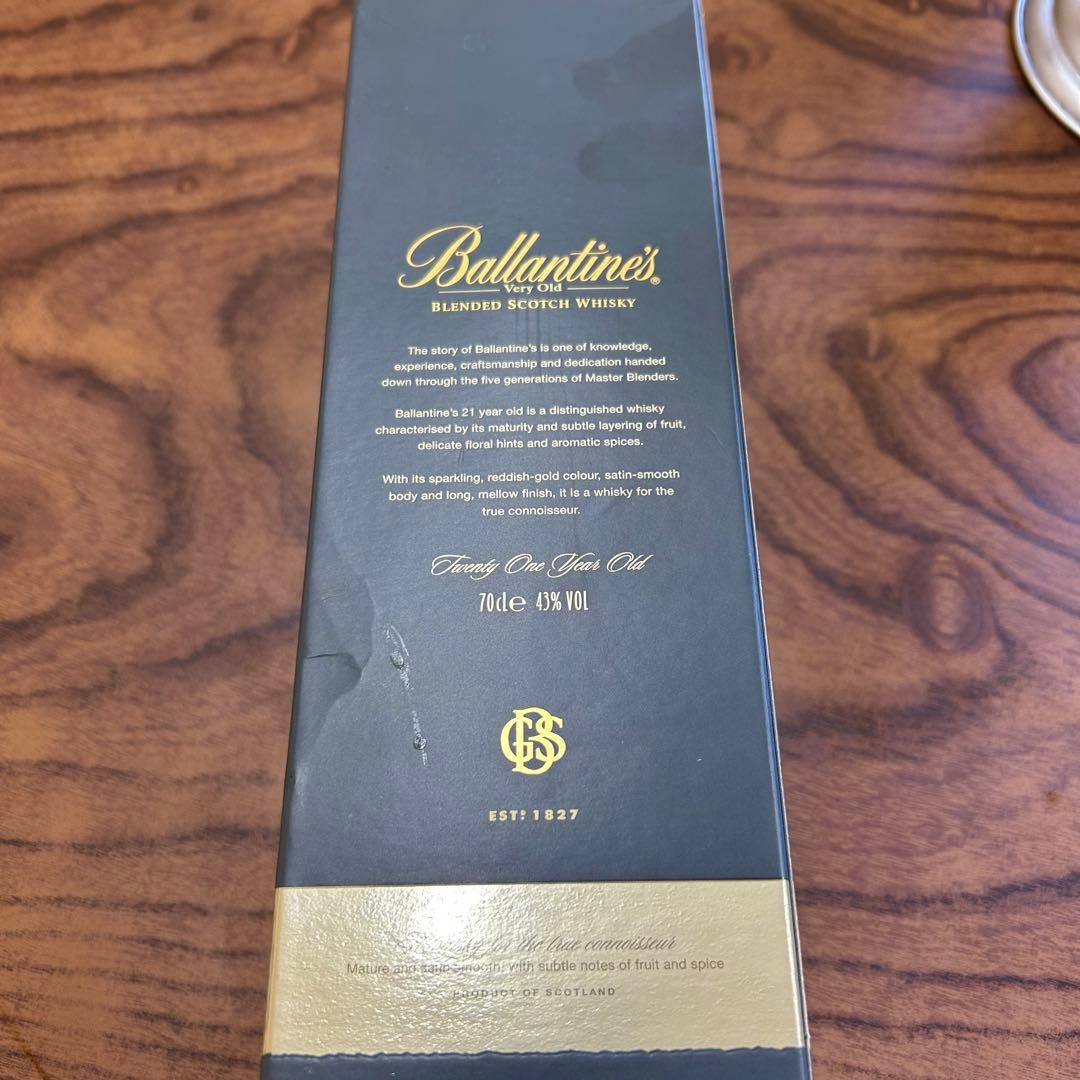 Ballantine's®
Very Old
BLENDED SCOTCH WHISKY
The story of Ballantine's is one of knowledge,
experience, craftsmanship and dedication handed
down through the five generations of Master Blenders.
Ballantine's 21 year old is a distinguished whisky
characterised by its maturity and subtle layering of fruit,
delicate floral hints and aromatic spices.
With its sparkling, reddish-gold colour, satin-smooth
body and long, mellow finish, it is a whisky for the
true connoisseur.
Twenty One Year Old
70cl℮ 43% VOL
GBS
ESTD 1827
for the true connoisseur
Mature and satin-smooth, with subtle notes of fruit and spice
PRODUCT OF SCOTLAND